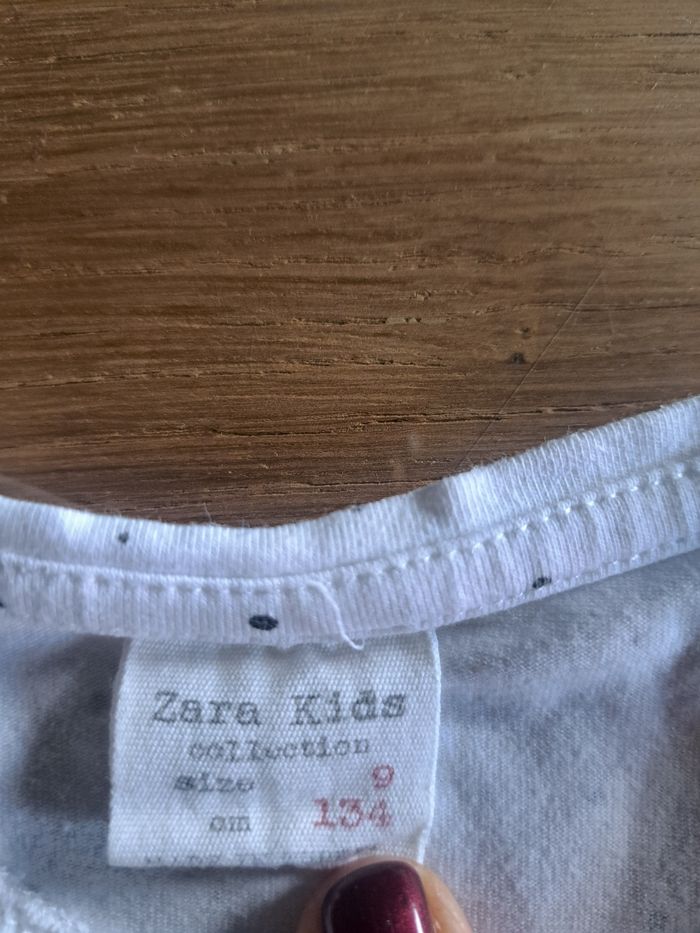 Zara Kids
collection
size 9
cm 134